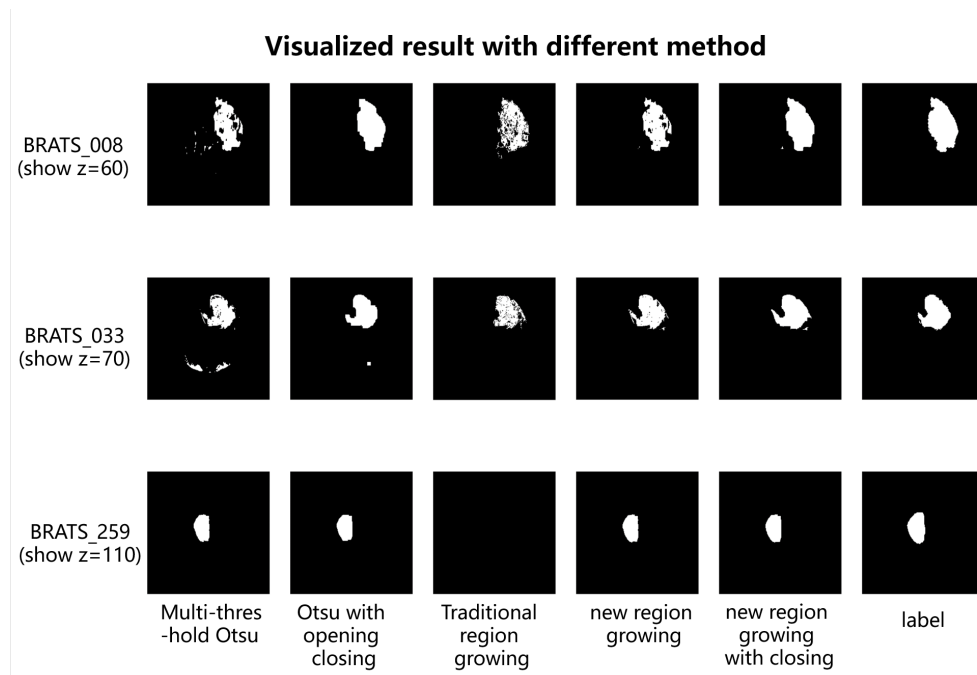 Visualized result with different method
BRATS_008
(show z=60)
BRATS_033
(show z=70)
BRATS_259
(show z=110)
Multi-thres
-hold Otsu
Otsu with
opening
closing
Traditional
region
growing
new region
growing
new region
growing
with closing
label